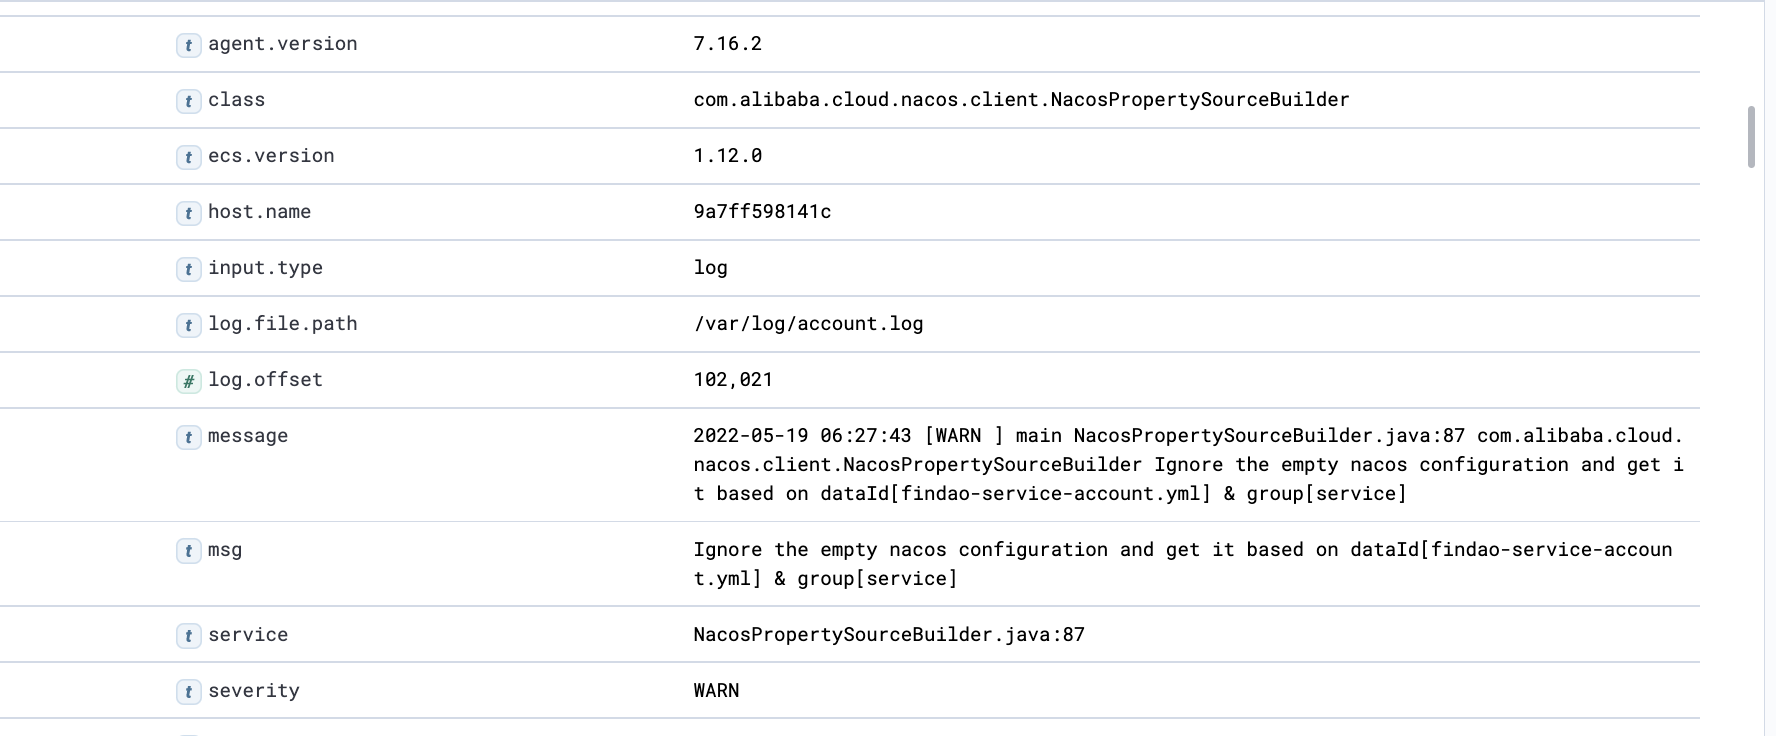 t agent.version 7.16.2
t class com.alibaba.cloud.nacos.client.NacosPropertySourceBuilder
t ecs.version 1.12.0
t host.name 9a7ff598141c
t input.type log
t log.file.path /var/log/account.log
# log.offset 102,021
t message 2022-05-19 06:27:43 [WARN ] main NacosPropertySourceBuilder.java:87 com.alibaba.cloud.
nacos.client.NacosPropertySourceBuilder Ignore the empty nacos configuration and get i
t based on dataId[findao-service-account.yml] & group[service]
t msg Ignore the empty nacos configuration and get it based on dataId[findao-service-accoun
t.yml] & group[service]
t service NacosPropertySourceBuilder.java:87
t severity WARN